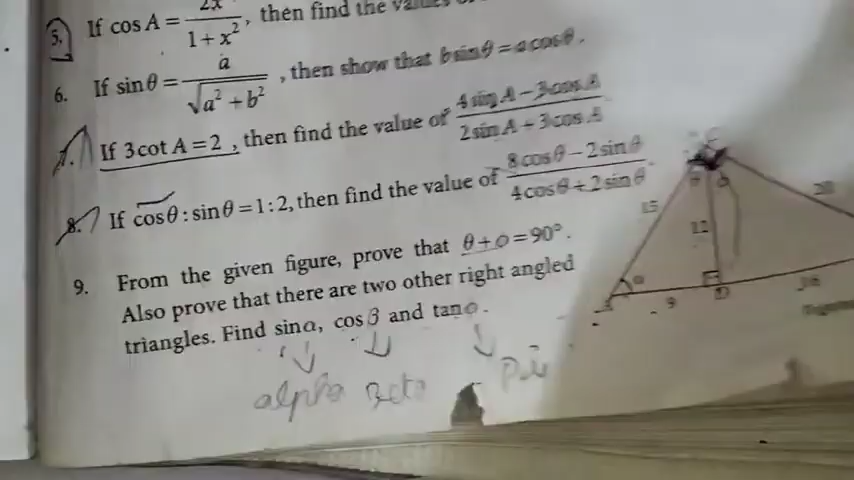 5. If cos A = 2x / 1 + x², then find the values
6. If sin θ = a / √a² + b², then show that b sin θ = a cos θ.
7. If 3 cot A = 2, then find the value of 4 sin A − 3 cos A / 2 sin A + 3 cos A
8. If cos θ : sin θ = 1 : 2, then find the value of 8 cos θ − 2 sin θ / 4 cos θ + 2 sin θ.
9. From the given figure, prove that θ + ϕ = 90°.
Also prove that there are two other right angled
triangles. Find sin α, cos β and tan ϕ.
alpha Beta
15
12
20
α
9
D
16